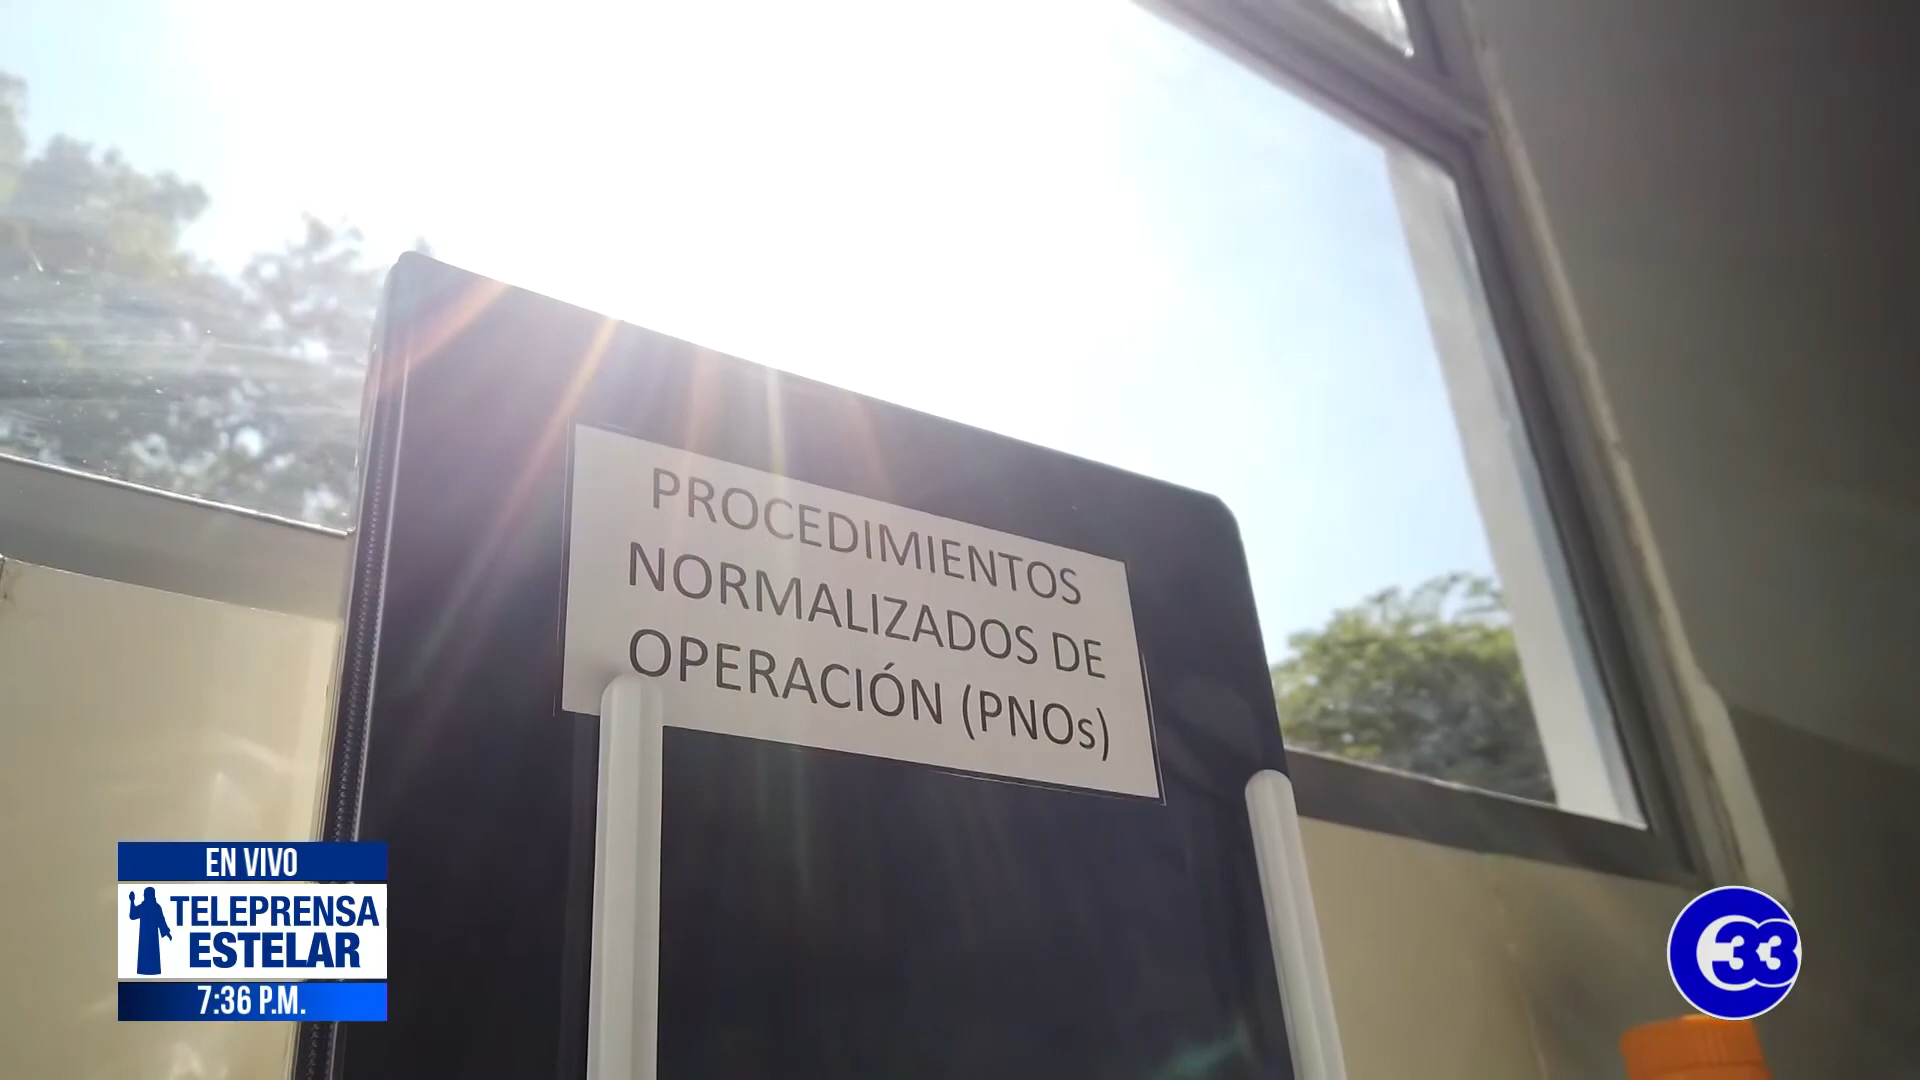 PROCEDIMIENTOS
NORMALIZADOS DE
OPERACIÓN (PNOs)
EN VIVO
TELEPRENSA
ESTELAR
7:36 P.M.
33